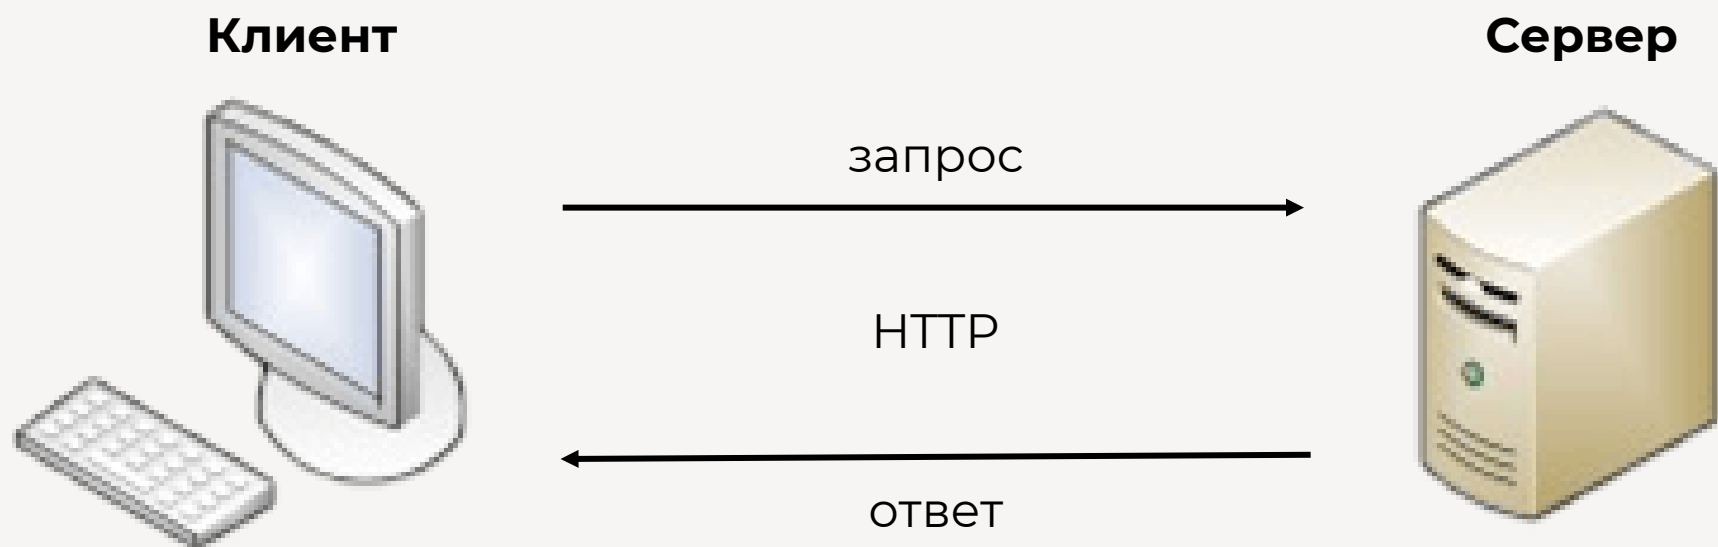 Клиент
Сервер
запрос
HTTP
ответ